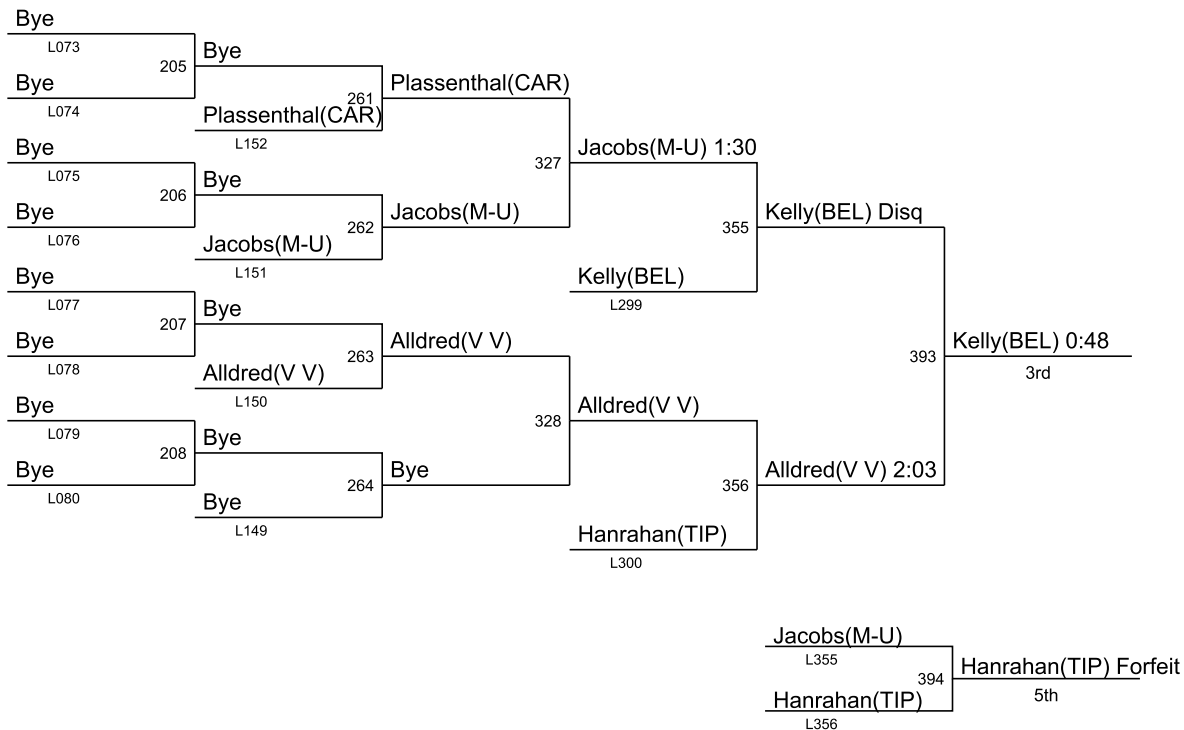 Bye
L073
205
Bye
L074
Bye
Plassenthal(CAR)
L152
261
Plassenthal(CAR)
Bye
L075
206
Bye
L076
Bye
Jacobs(M-U)
L151
262
Jacobs(M-U)
327
Jacobs(M-U) 1:30
Kelly(BEL)
L299
355
Kelly(BEL) Disq
Bye
L077
207
Bye
L078
Bye
Alldred(V V)
L150
263
Alldred(V V)
Bye
L079
208
Bye
L080
Bye
Bye
L149
264
Bye
328
Alldred(V V)
Hanrahan(TIP)
L300
356
Alldred(V V) 2:03
393
Kelly(BEL) 0:48
3rd
Jacobs(M-U)
L355
394
Hanrahan(TIP)
L356
Hanrahan(TIP) Forfeit
5th